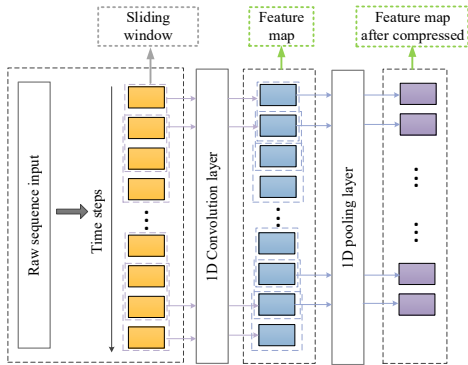 Sliding
window
Feature
map
Feature map
after compressed
Raw sequence input
Time steps
1D Convolution layer
1D pooling layer